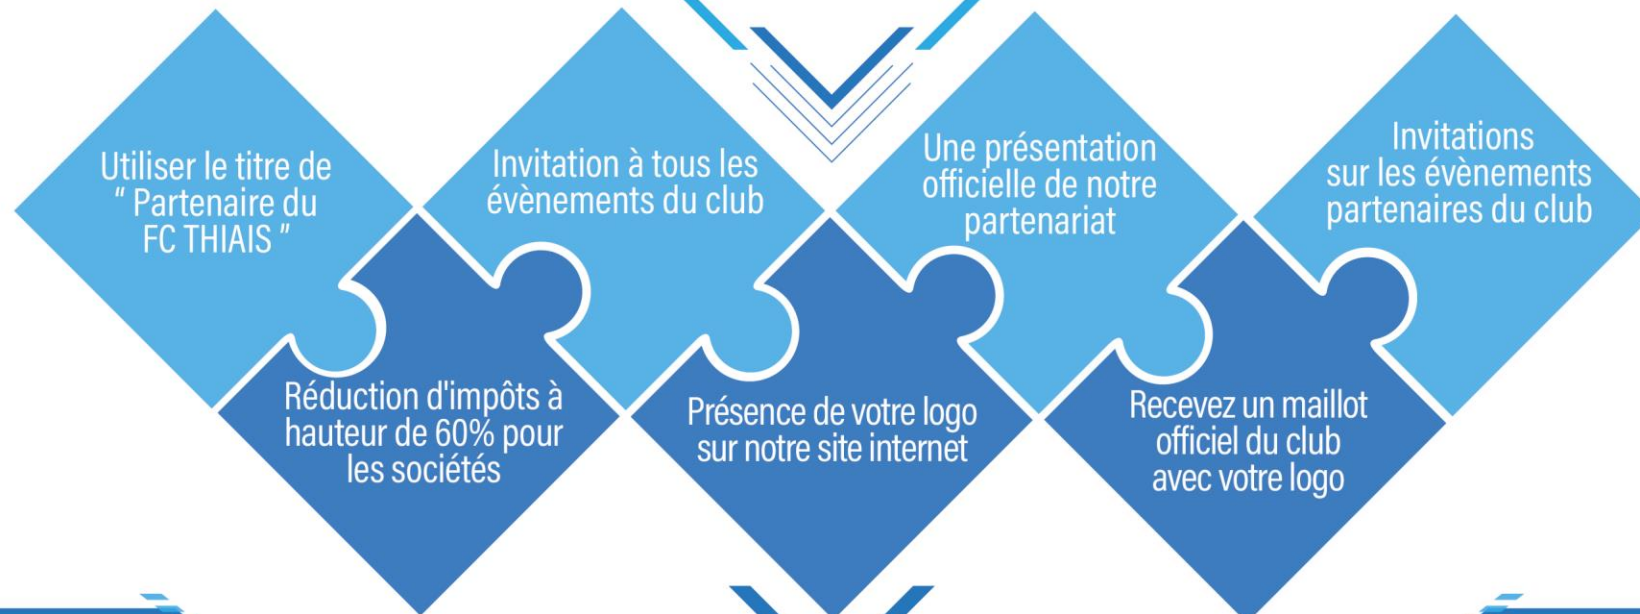 Utiliser le titre de
" Partenaire du
FC THIAIS "
Réduction d'impôts à
hauteur de 60% pour
les sociétés
Invitation à tous les
évènements du club
Présence de votre logo
sur notre site internet
Une présentation
officielle de notre
partenariat
Recevez un maillot
officiel du club
avec votre logo
Invitations
sur les évènements
partenaires du club